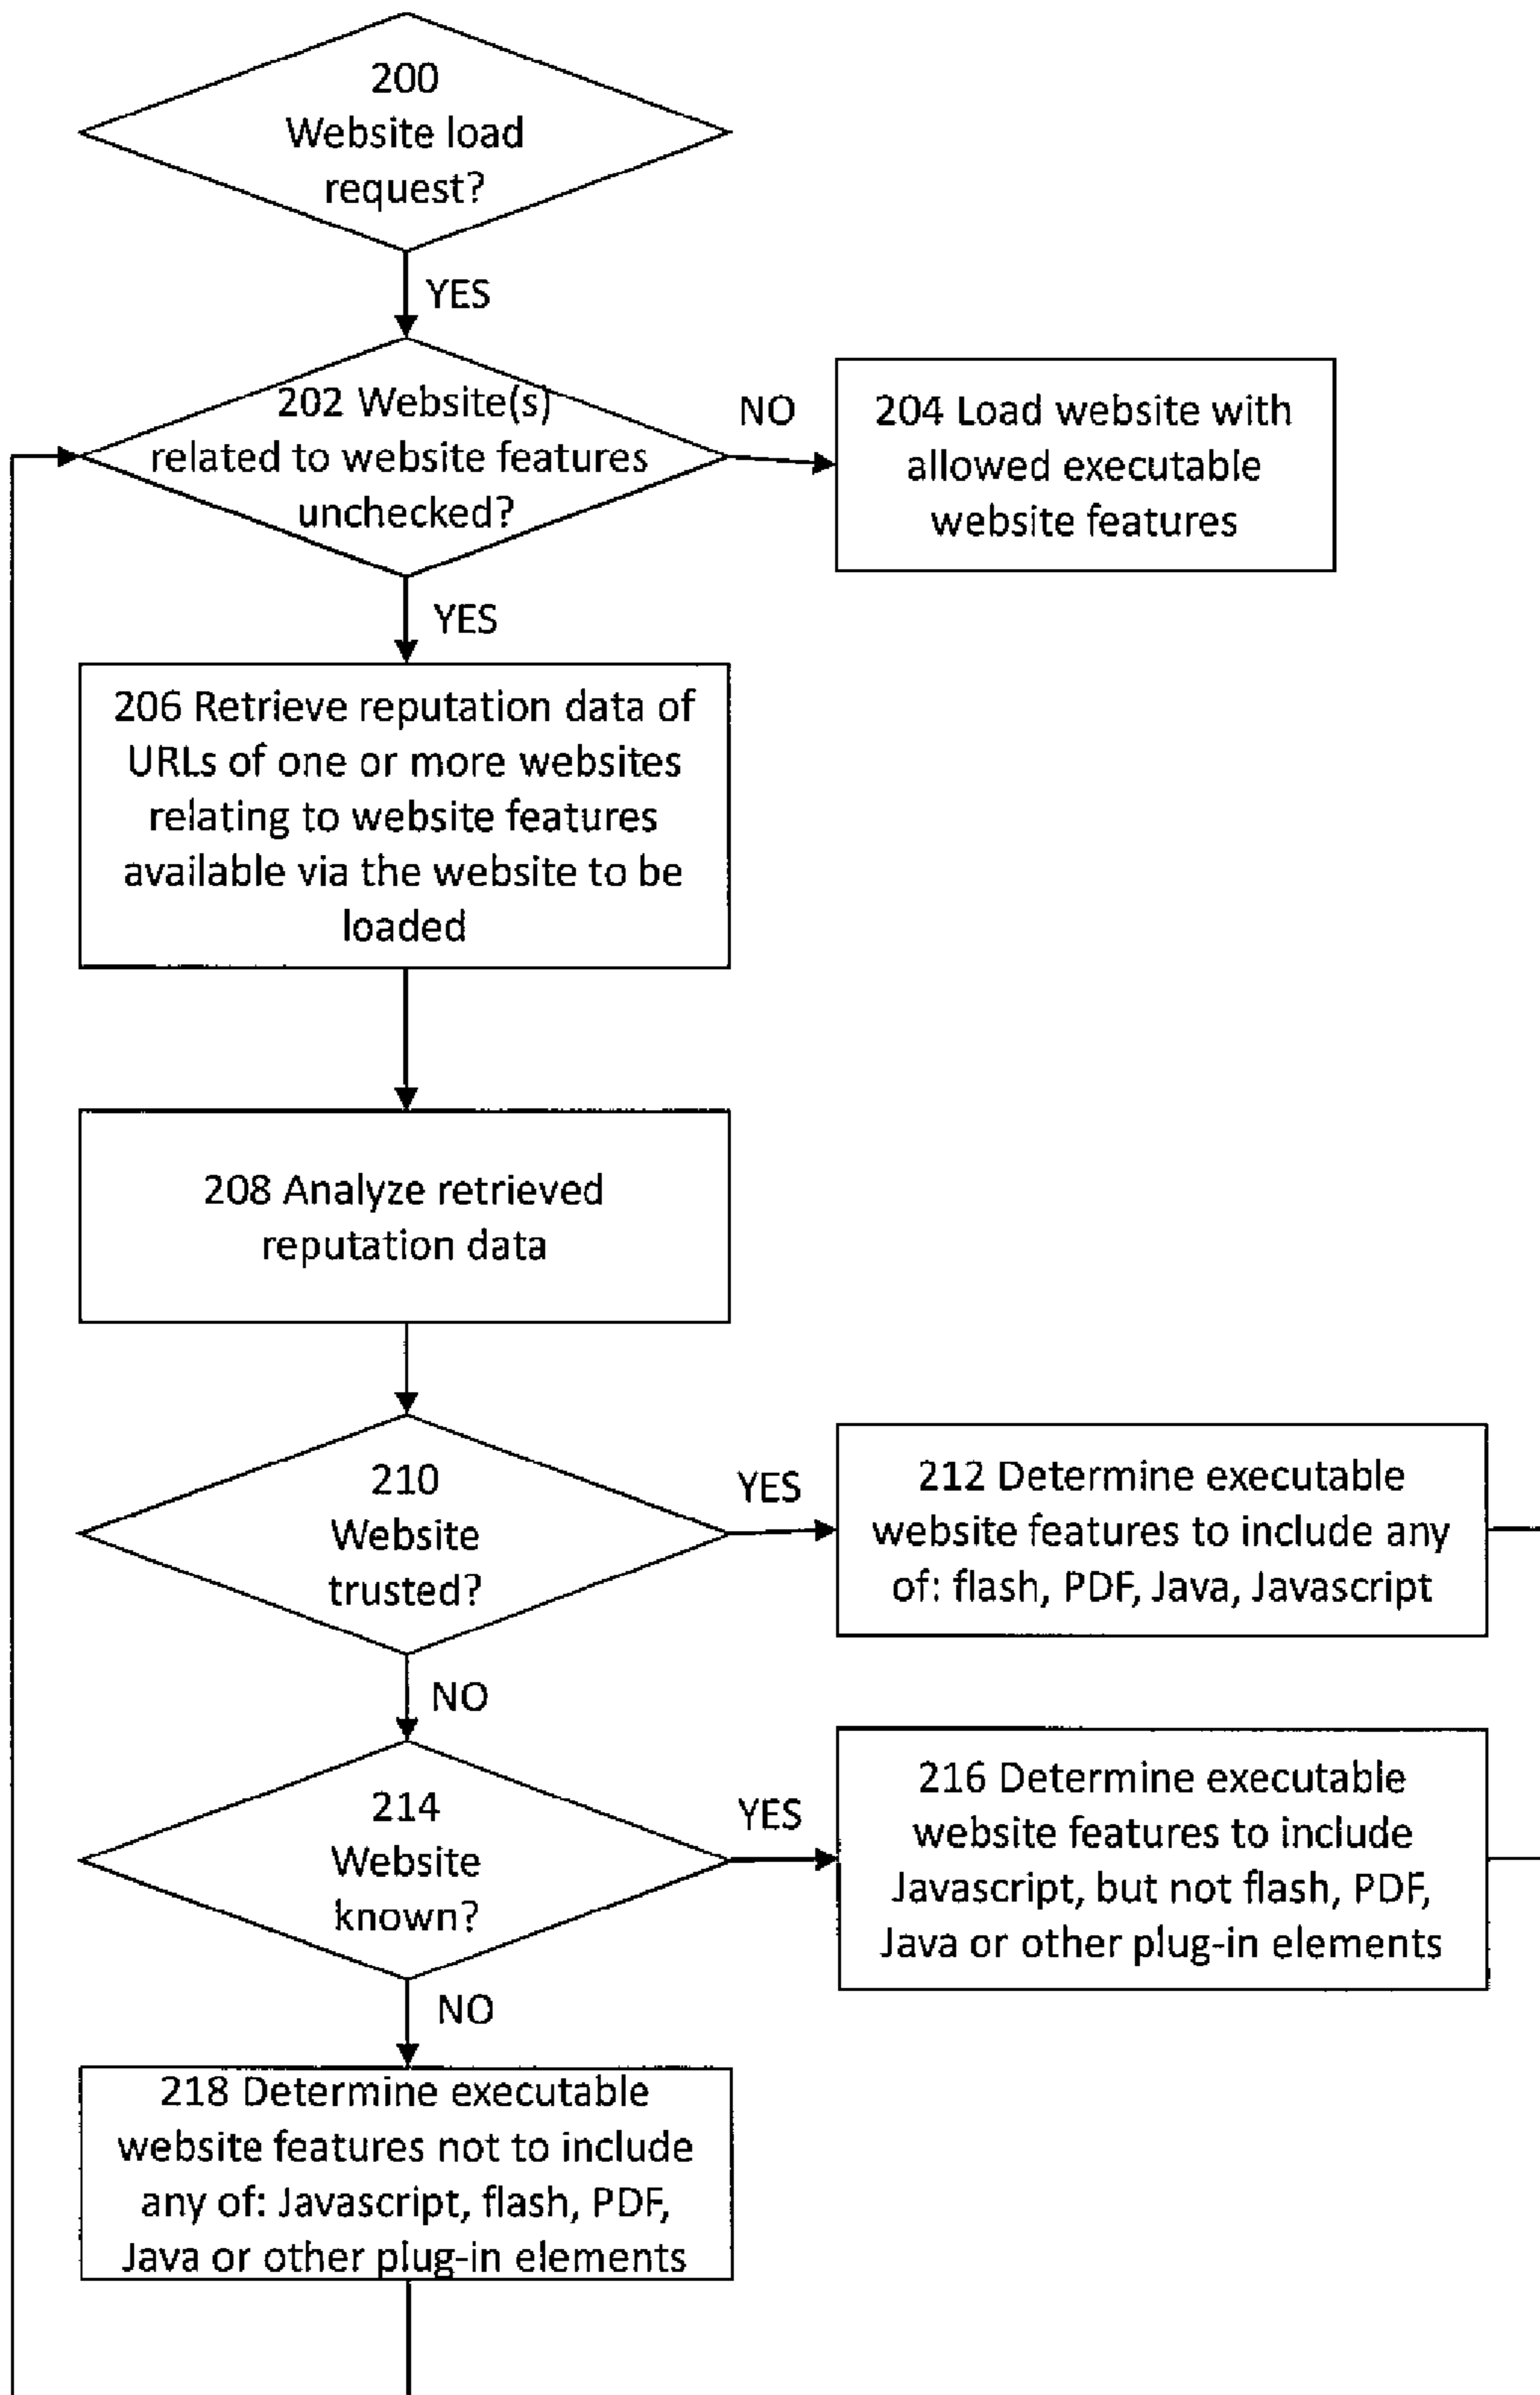 200
Website load
request?
YES
202 Website(s)
related to website features
unchecked?
NO
204 Load website with
allowed executable
website features
YES
206 Retrieve reputation data of
URLs of one or more websites
relating to website features
available via the website to be
loaded
208 Analyze retrieved
reputation data
210
Website
trusted?
YES
212 Determine executable
website features to include any
of: flash, PDF, Java, Javascript
NO
214
Website
known?
YES
216 Determine executable
website features to include
Javascript, but not flash, PDF,
Java or other plug-in elements
NO
218 Determine executable
website features not to include
any of: Javascript, flash, PDF,
Java or other plug-in elements